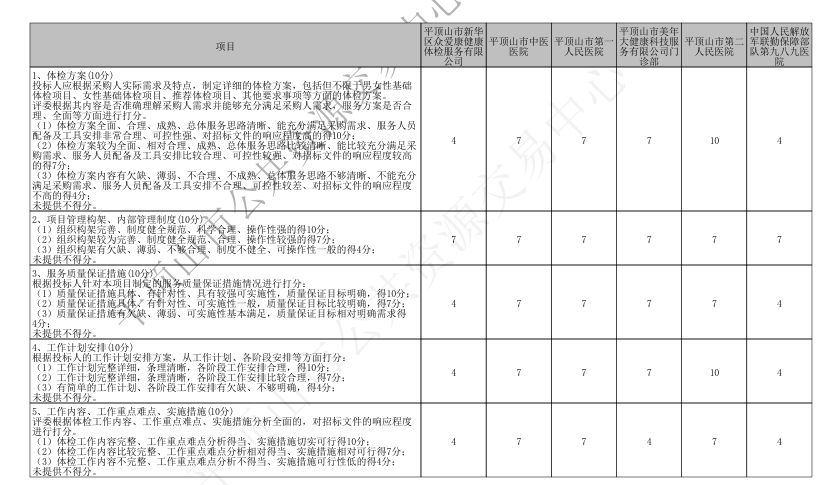 项目
平顶山市新华
区众爱康健康
体检服务有限
公司
平顶山市中医
医院
平顶山市第一
人民医院
平顶山市美年
大健康科技服
务有限公司门
诊部
平顶山市第二
人民医院
中国人民解放
军联勤保障部
队第九八九医
院
1、体检方案(10分)
投标人应根据采购人实际需求及特点，制定详细的体检方案，包括但不限于男女性基础
体检项目、女性基础体检项目、推荐体检项目、其他要求事项等方面的体检方案。
评委根据其内容是否准确理解采购人需求并能够充分满足采购人需求，服务方案是否合
理、全面等方面进行打分。
（1）体检方案全面、合理、成熟、总体服务思路清晰、能充分满足采购需求、服务人员
配备及工具安排非常合理、可控性强、对招标文件的响应程度高的得10分；
（2）体检方案较为全面、相对合理、成熟、总体服务思路比较清晰、能比较充分满足采
购需求、服务人员配备及工具安排比较合理、可控性较强、对招标文件的响应程度较高
的得7分；
（3）体检方案内容有欠缺、薄弱、不合理、不成熟、总体服务思路不够清晰、不能充分
满足采购需求、服务人员配备及工具安排不合理、可控性较差、对招标文件的响应程度
不高的得4分；
未提供不得分。
4 7 7 7 10 4
2、项目管理构架、内部管理制度(10分)
（1）组织构架完善、制度健全规范、科学合理、操作性强的得10分；
（2）组织构架较为完善、制度健全规范、合理、操作性较强的得7分；
（3）组织构架有欠缺、薄弱、不够合理、制度不健全、可操作性一般的得4分；
未提供不得分。
7 7 7 7 7 7
3、服务质量保证措施(10分)
根据投标人针对本项目制定的服务质量保证措施情况进行打分：
（1）质量保证措施具体、有针对性、具有较强可实施性，质量保证目标明确，得10分；
（2）质量保证措施具体、有针对性、可实施性一般，质量保证目标比较明确，得7分；
（3）质量保证措施有欠缺、薄弱、可实施性基本满足，质量保证目标相对明确需求得
4分；
未提供不得分。
4 7 7 7 7 4
4、工作计划安排(10分)
根据投标人的工作计划安排方案，从工作计划、各阶段安排等方面打分：
（1）工作计划完整详细，条理清晰，各阶段工作安排合理，得10分；
（2）工作计划完整详细，条理清晰，各阶段工作安排比较合理，得7分；
（3）有简单的工作计划、各阶段工作安排有欠缺、不够明确，得4分；
未提供不得分。
4 7 7 7 10 4
5、工作内容、工作重点难点、实施措施(10分)
评委根据体检工作内容、工作重点难点、实施措施分析全面的，对招标文件的响应程度
进行打分。
（1）体检工作内容完整、工作重点难点分析得当、实施措施切实可行得10分；
（2）体检工作内容比较完整、工作重点难点分析相对得当、实施措施相对可行得7分；
（3）体检工作内容不完整、工作重点难点分析不得当、实施措施可行性低的得4分；
未提供不得分。
4 7 7 4 7 4
平顶山市公共资源交易中心